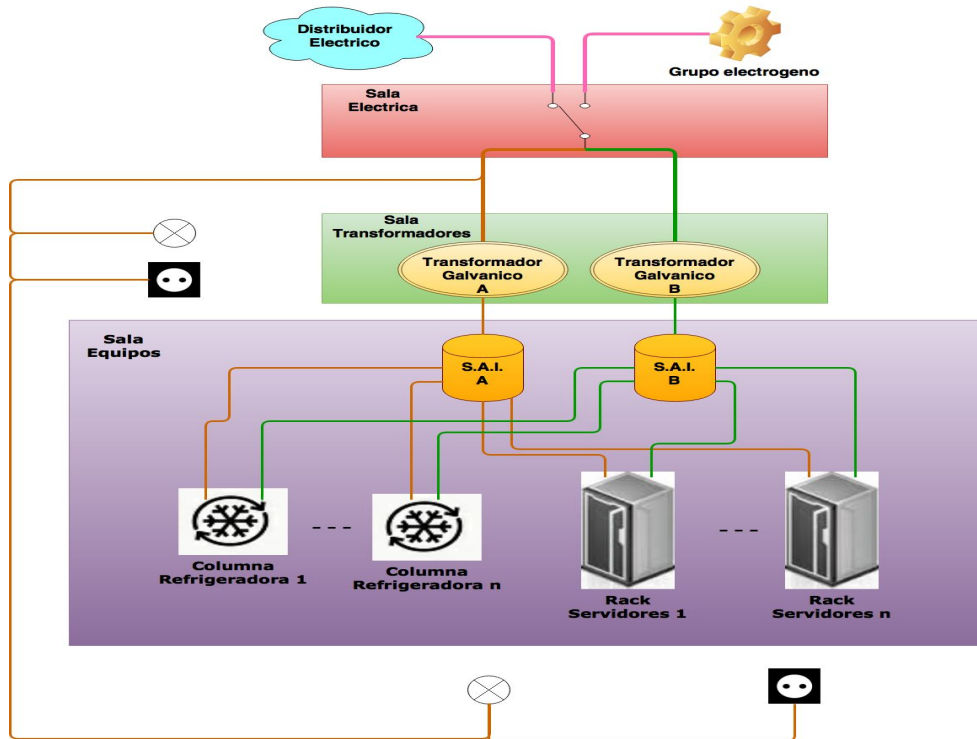 Distribuidor
Electrico
Grupo electrogeno
Sala
Electrica
Sala
Transformadores
Transformador
Galvanico
A
Transformador
Galvanico
B
Sala
Equipos
S.A.I.
A
S.A.I.
B
Columna
Refrigeradora 1
Columna
Refrigeradora n
Rack
Servidores 1
Rack
Servidores n